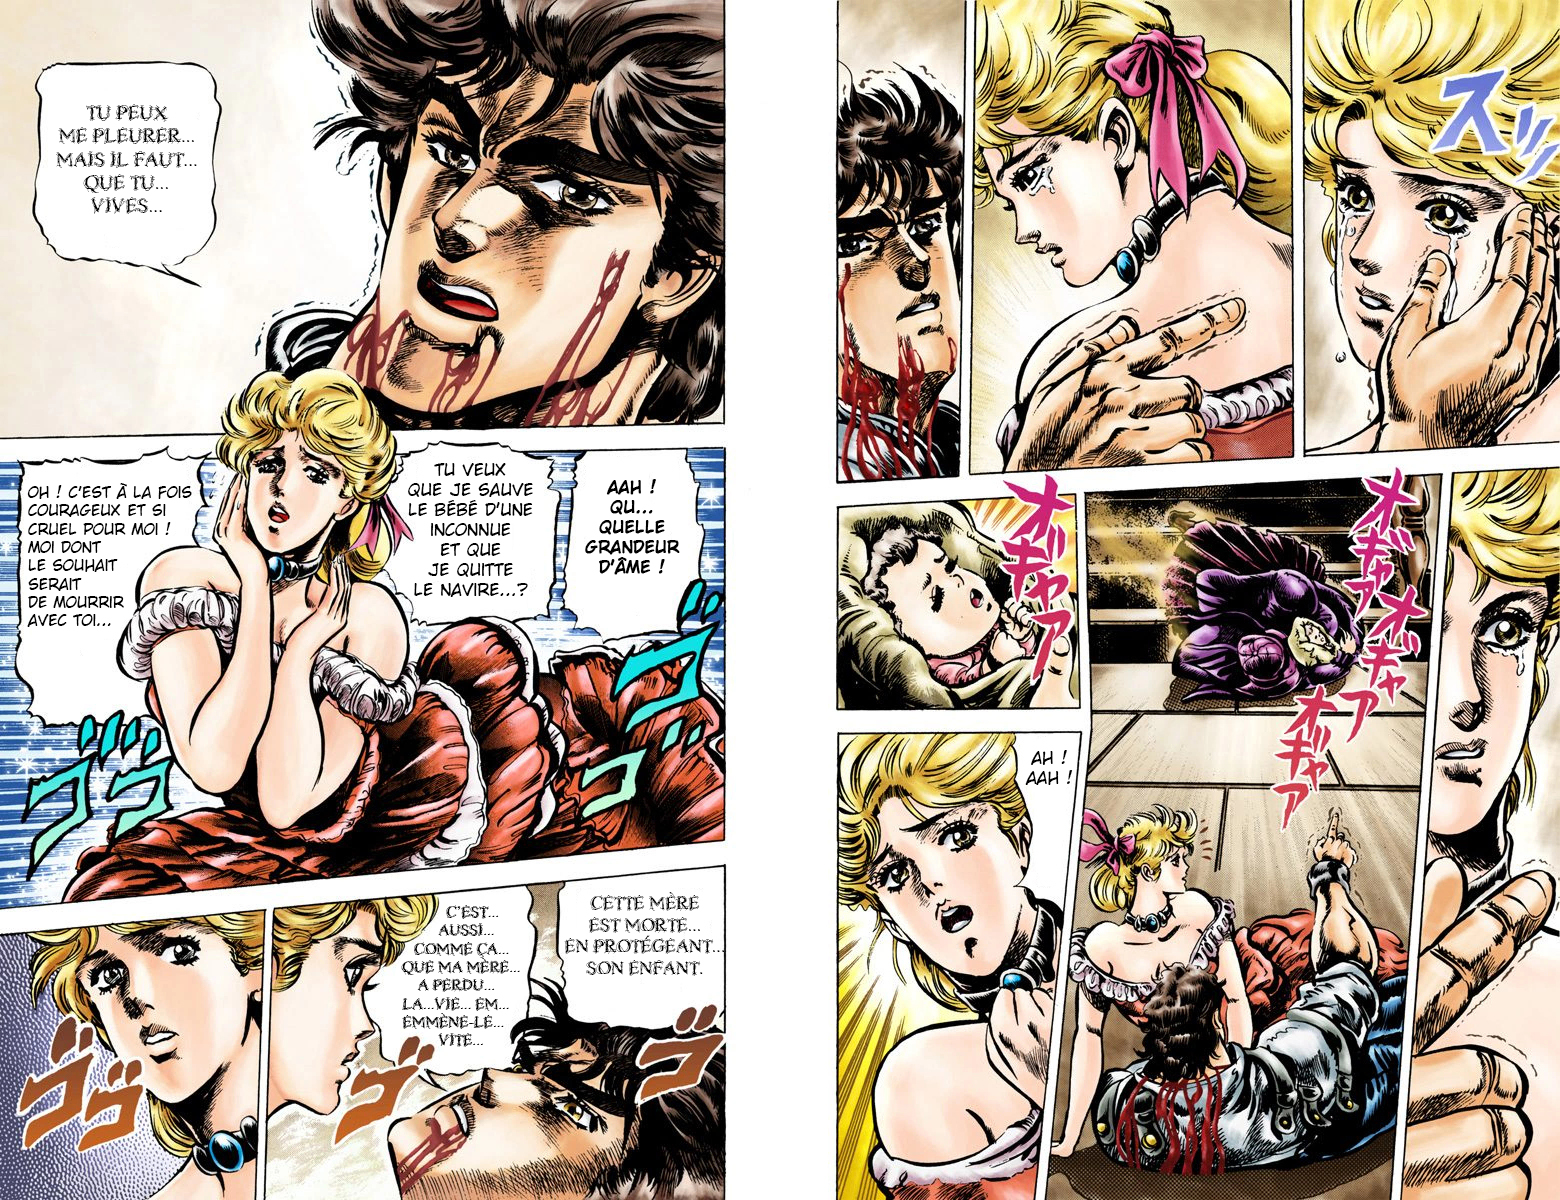 スッ
オギャア
オギャア
オギャア
オギャア
AH !
AAH !
TU PEUX
ME PLEURER...
MAIS IL FAUT...
QUE TU...
VIVES...
AAH !
QU...
QUELLE
GRANDEUR
D'ÂME !
TU VEUX
QUE JE SAUVE
LE BÉBÉ D'UNE
INCONNUE
ET QUE
JE QUITTE
LE NAVIRE...?
OH ! C'EST À LA FOIS
COURAGEUX ET SI
CRUEL POUR MOI !
MOI DONT
LE SOUHAIT
SERAIT
DE MOURRIR
AVEC TOI...
ゴ
ゴ
ゴゴ
CETTE MÈRE
EST MORTE...
EN PROTÉGEANT...
SON ENFANT.
C'EST...
AUSSI...
COMME ÇA...
QUE MA MÈRE...
A PERDU...
LA...VIE... EM...
EMMÈNE-LE...
VITE...
ゴ
ゴ
ゴゴ